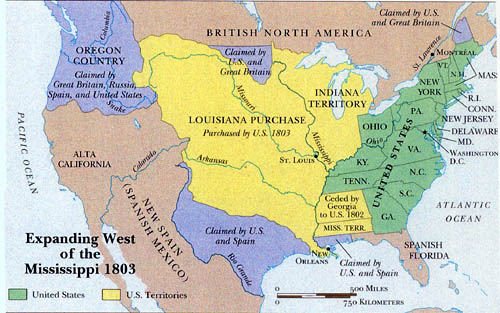 Claimed by U.S.
and Great Britain
BRITISH NORTH AMERICA
Columbia
OREGON
COUNTRY
Claimed by
Great Britain, Russia,
Spain, and United States
Snake
Claimed by
U.S. and
Great Britain
St. Lawrence
MONTRÉAL
VT.
N.H.
MAS
NEW
YORK
R.I.
CONN.
NEW JERSEY
PA.
DELAWARE
MD.
WASHINGTON
D.C.
INDIANA
TERRITORY
Missouri
LOUISIANA PURCHASE
Purchased by U.S. 1803
Mississippi
OHIO
Ohio
VA.
UNITED STATES
ST. LOUIS
KY.
N.C.
TENN.
S.C.
GA.
PACIFIC OCEAN
ALTA
CALIFORNIA
Colorado
Arkansas
Ceded by
Georgia
to U.S. 1802
MISS. TERR.
ATLANTIC
OCEAN
NEW SPAIN
(SPANISH MEXICO)
Claimed by U.S.
and Spain
Rio Grande
NEW
ORLEANS
Claimed by
U.S. and Spain
SPANISH
FLORIDA
Expanding West
of the
Mississippi 1803
United States
U.S. Territories
0
500 MILES
0
750 KILOMETERS